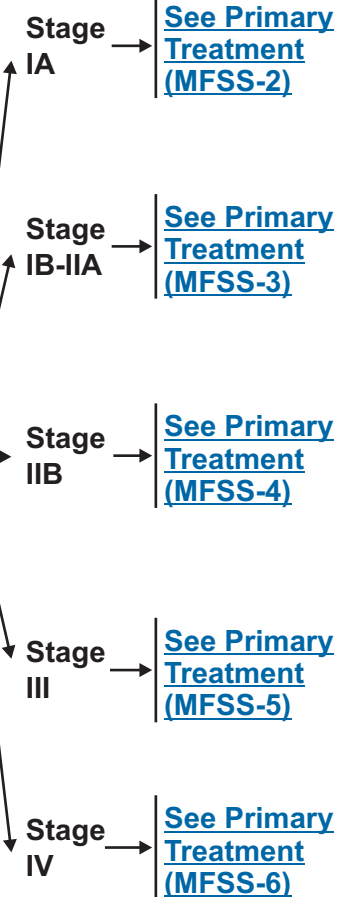 Stage
IA
See Primary
Treatment
(MFSS-2)
Stage
IB-IIA
See Primary
Treatment
(MFSS-3)
Stage
IIB
See Primary
Treatment
(MFSS-4)
Stage
III
See Primary
Treatment
(MFSS-5)
Stage
IV
See Primary
Treatment
(MFSS-6)